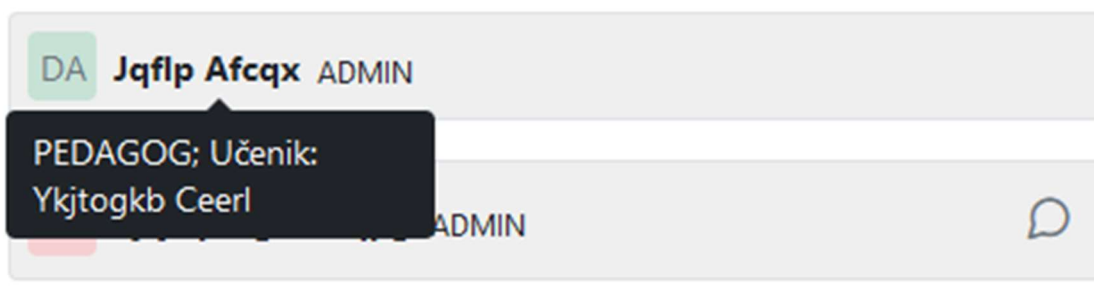 DA Jqflp Afcqx ADMIN
PEDAGOG; Učenik:
Ykjtogkb Ceerl
ADMIN